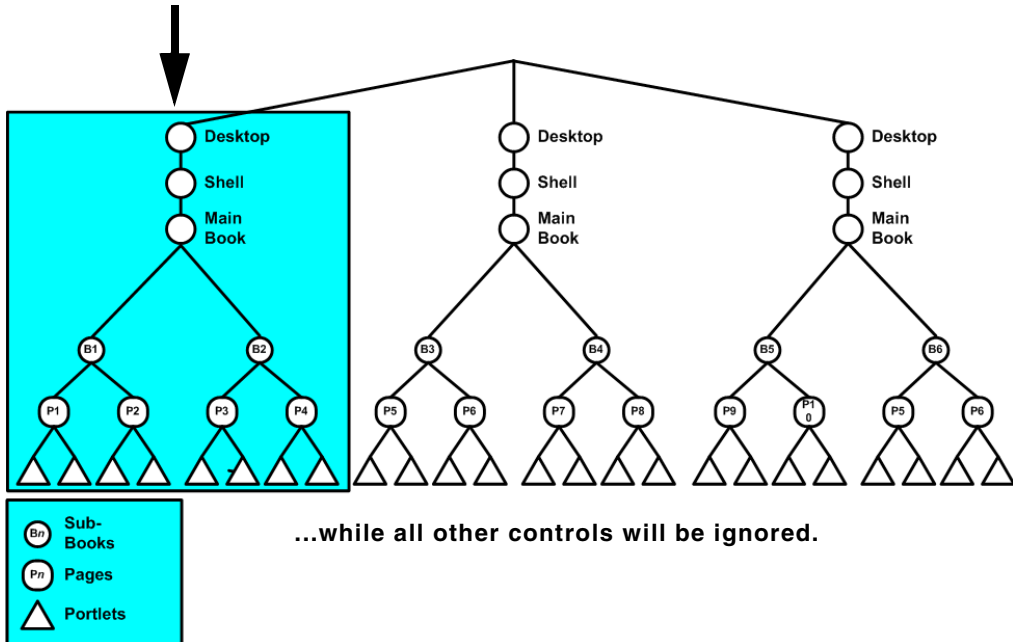 Desktop
Desktop
Desktop
Shell
Shell
Shell
Main
Book
Main
Book
Main
Book
B1
B2
B3
B4
B5
B6
P1
P2
P3
P4
P5
P6
P7
P8
P9
P1
0
P5
P6
Bn
Sub-
Books
Pn
Pages
Portlets
...while all other controls will be ignored.